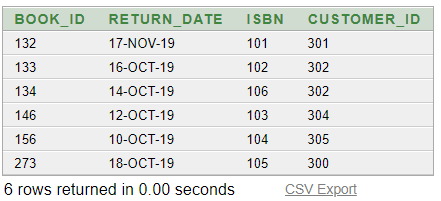 BOOK_ID RETURN_DATE ISBN CUSTOMER_ID
132 17-NOV-19 101 301
133 16-OCT-19 102 302
134 14-OCT-19 106 302
146 12-OCT-19 103 304
156 10-OCT-19 104 305
273 18-OCT-19 105 300
6 rows returned in 0.00 seconds CSV Export